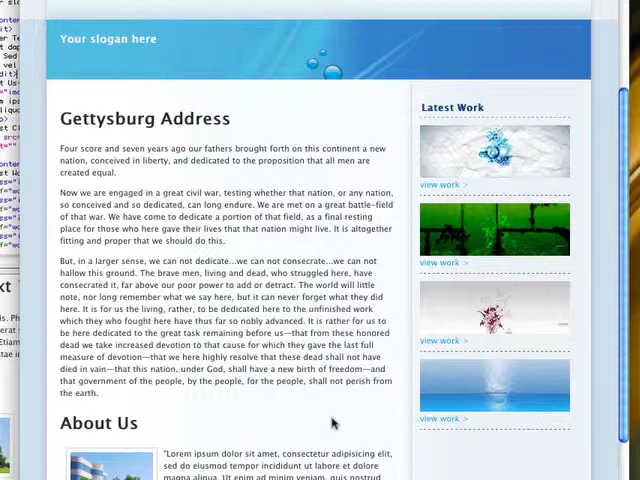 Your slogan here
Gettysburg Address
Four score and seven years ago our fathers brought forth on this continent a new
nation, conceived in liberty, and dedicated to the proposition that all men are
created equal.
Now we are engaged in a great civil war, testing whether that nation, or any nation,
so conceived and so dedicated, can long endure. We are met on a great battle-field
of that war. We have come to dedicate a portion of that field, as a final resting
place for those who here gave their lives that that nation might live. It is altogether
fitting and proper that we should do this.
But, in a larger sense, we can not dedicate...we can not consecrate...we can not
hallow this ground. The brave men, living and dead, who struggled here, have
consecrated it, far above our poor power to add or detract. The world will little
note, nor long remember what we say here, but it can never forget what they did
here. It is for us the living, rather, to be dedicated here to the unfinished work
which they who fought here have thus far so nobly advanced. It is rather for us to
be here dedicated to the great task remaining before us—that from these honored
dead we take increased devotion to that cause for which they gave the last full
measure of devotion—that we here highly resolve that these dead shall not have
died in vain—that this nation, under God, shall have a new birth of freedom—and
that government of the people, by the people, for the people, shall not perish from
the earth.
About Us
"Lorem ipsum dolor sit amet, consectetur adipisicing elit,
sed do eiusmod tempor incididunt ut labore et dolore
magna aliqua. Ut enim ad minim veniam, quis nostrud
Latest Work
view work >
view work >
view work >
view work >